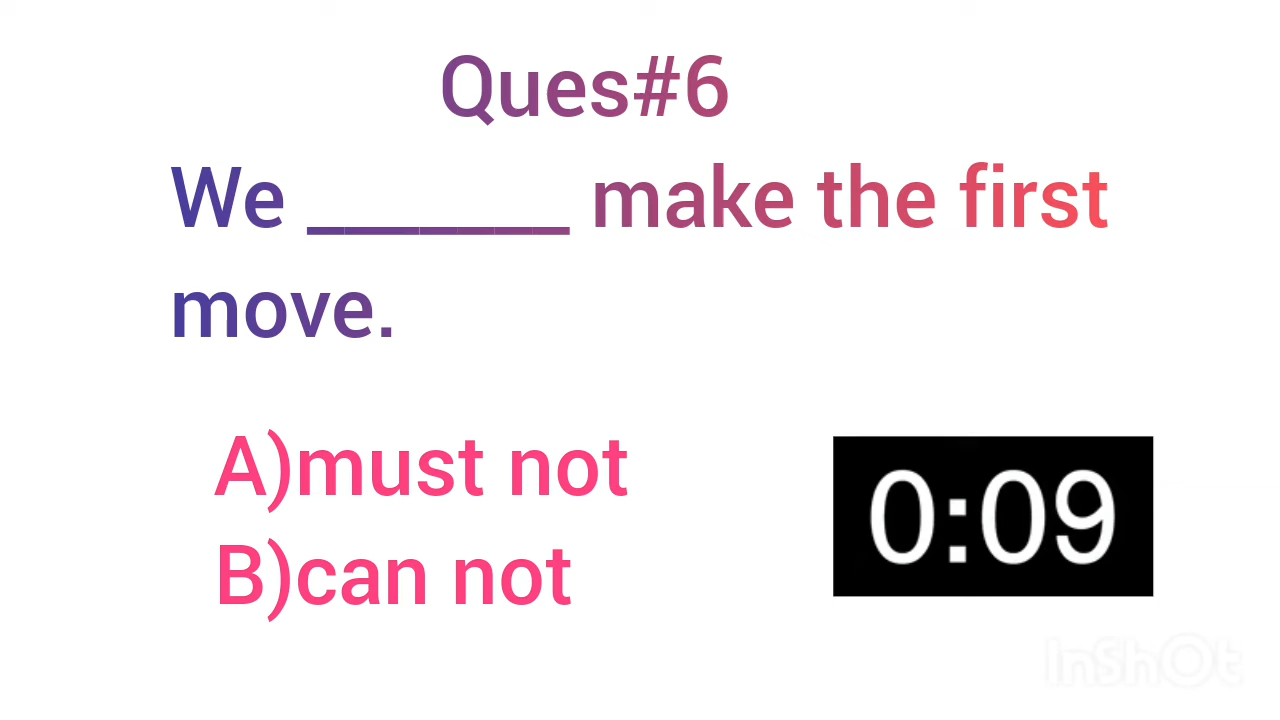 Ques#6
We _______ make the first
move.
A)must not
B)can not
0:09
InShOt